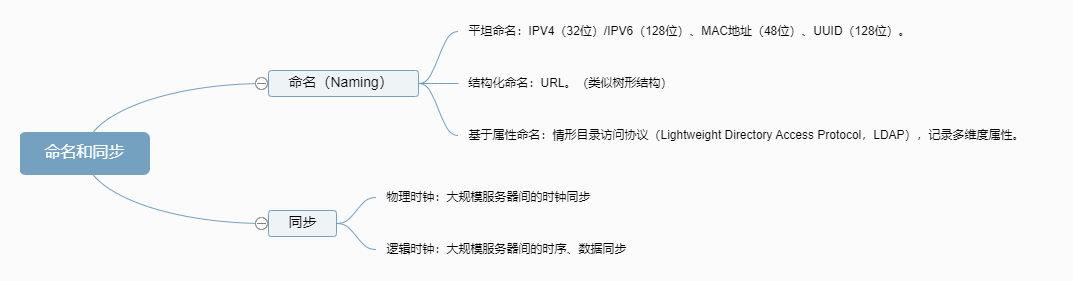 平坦命名：IPV4（32位）/IPV6（128位）、MAC地址（48位）、UUID（128位）。
命名（Naming）
结构化命名：URL。（类似树形结构）
基于属性命名：情形目录访问协议（Lightweight Directory Access Protocol，LDAP），记录多维度属性。
命名和同步
物理时钟：大规模服务器间的时钟同步
同步
逻辑时钟：大规模服务器间的时序、数据同步